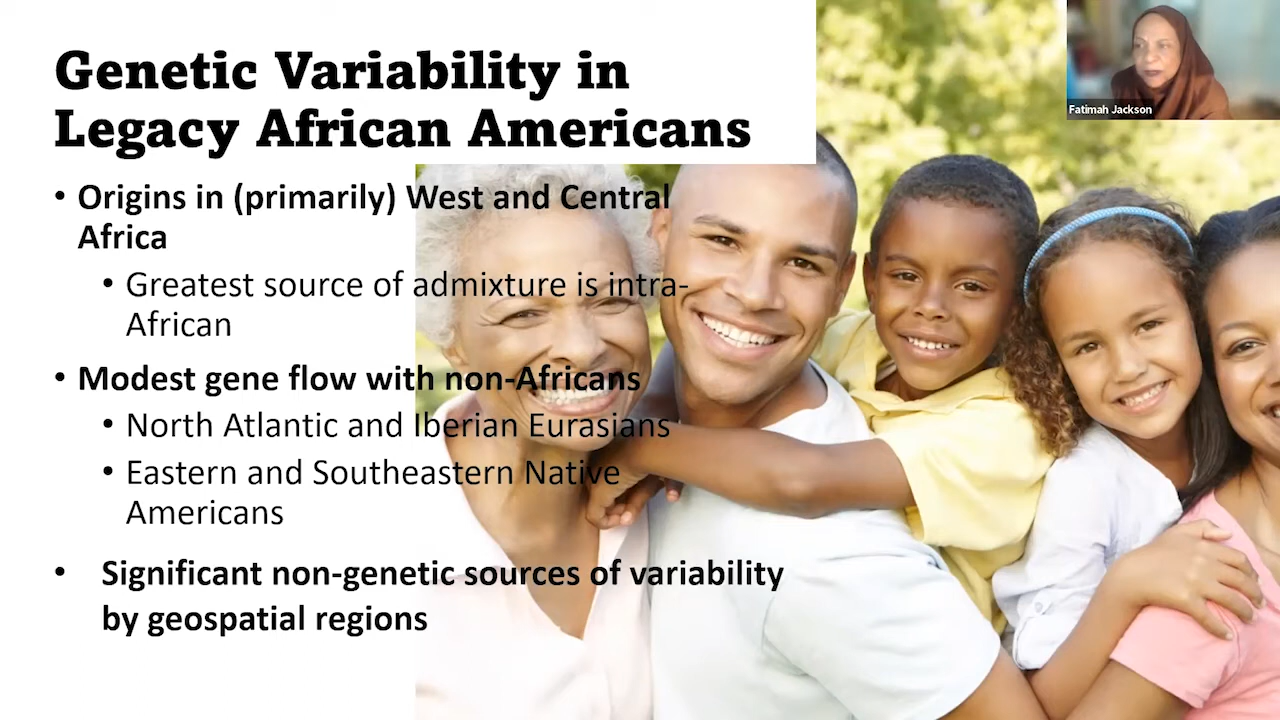 Genetic Variability in
Legacy African Americans
• Origins in (primarily) West and Central
Africa
• Greatest source of admixture is intra-
African
• Modest gene flow with non-Africans
• North Atlantic and Iberian Eurasians
• Eastern and Southeastern Native
Americans
• Significant non-genetic sources of variability
by geospatial regions
Fatimah Jackson